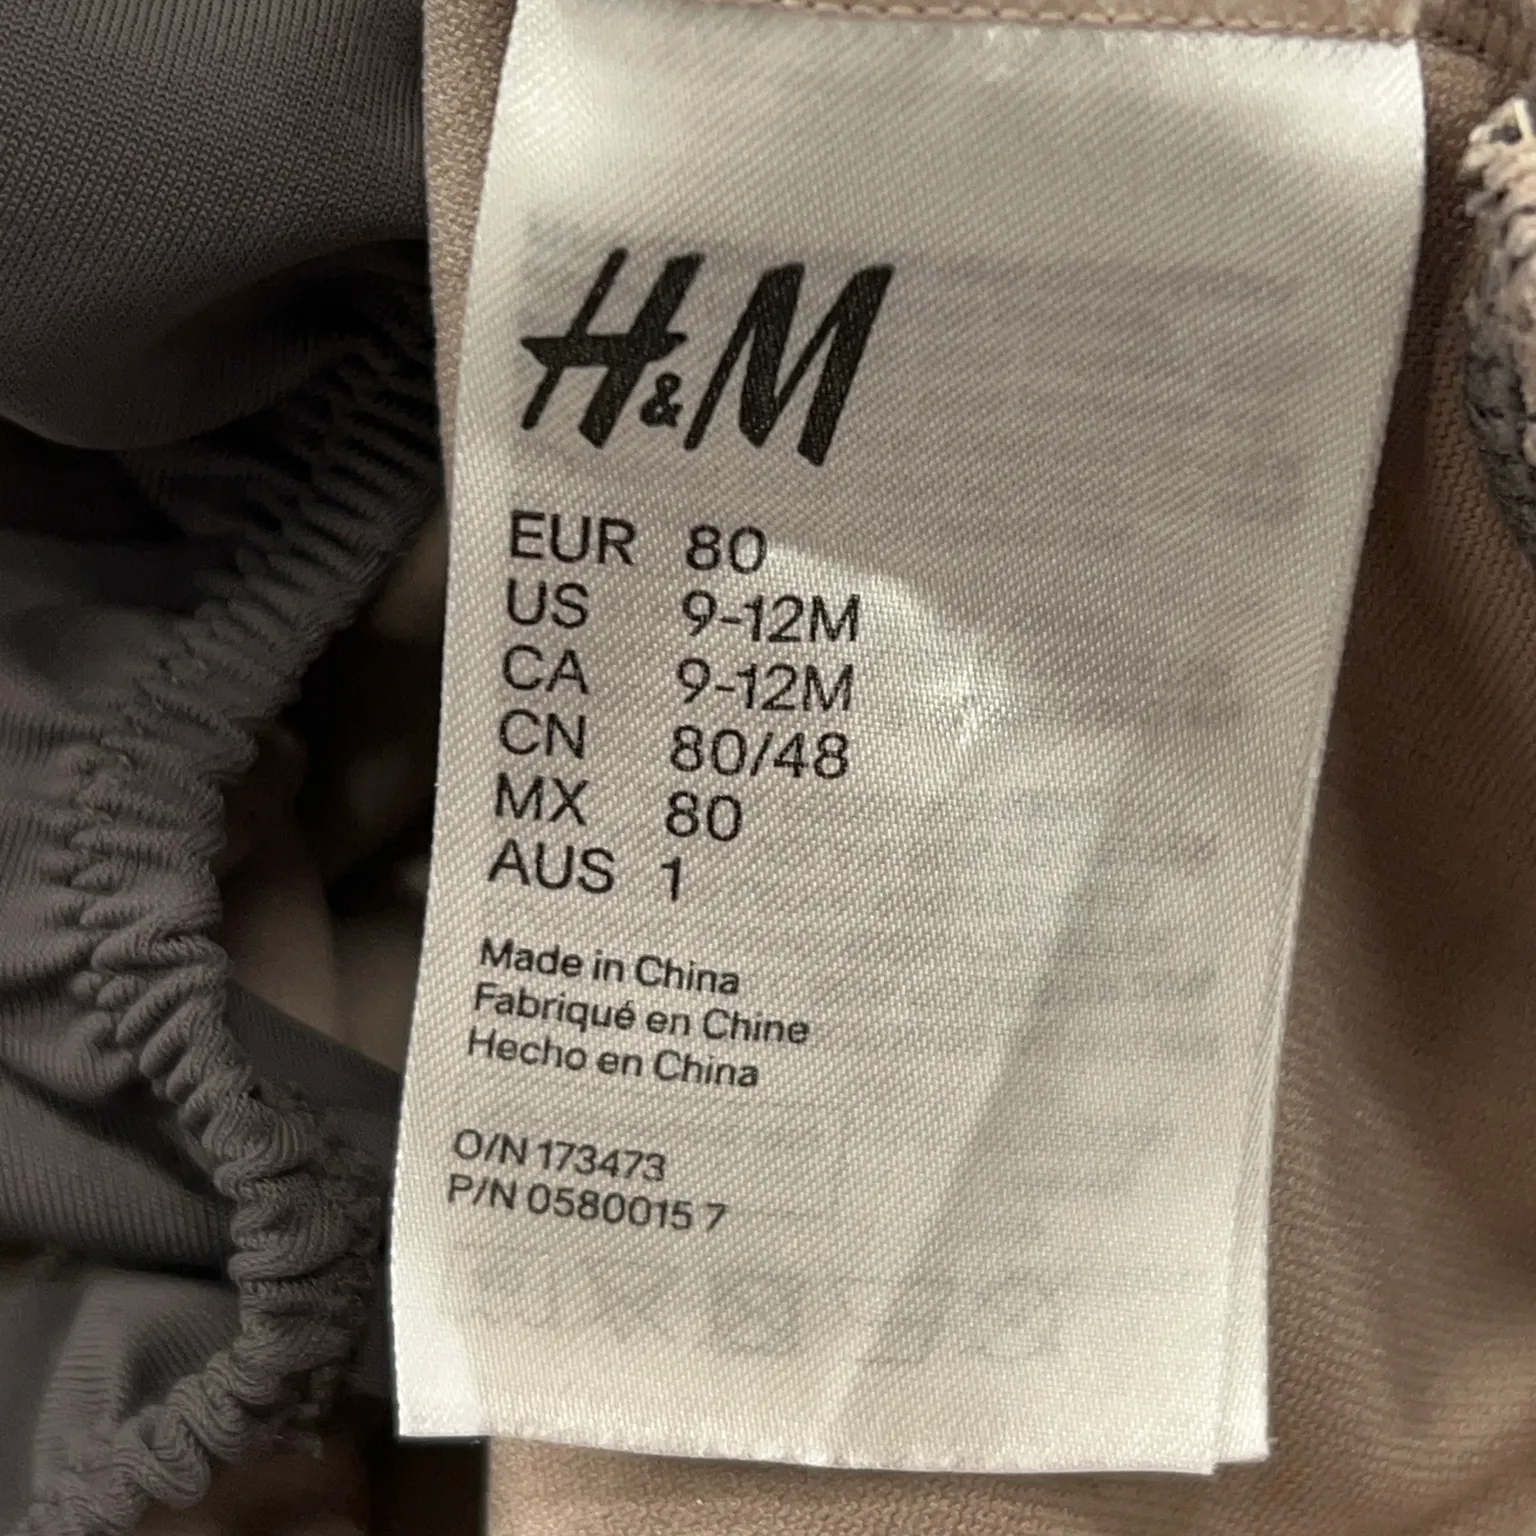 H&M
EUR 80
US 9-12M
CA 9-12M
CN 80/48
MX 80
AUS 1
Made in China
Fabriqué en Chine
Hecho en China
O/N 173473
P/N 0580015 7